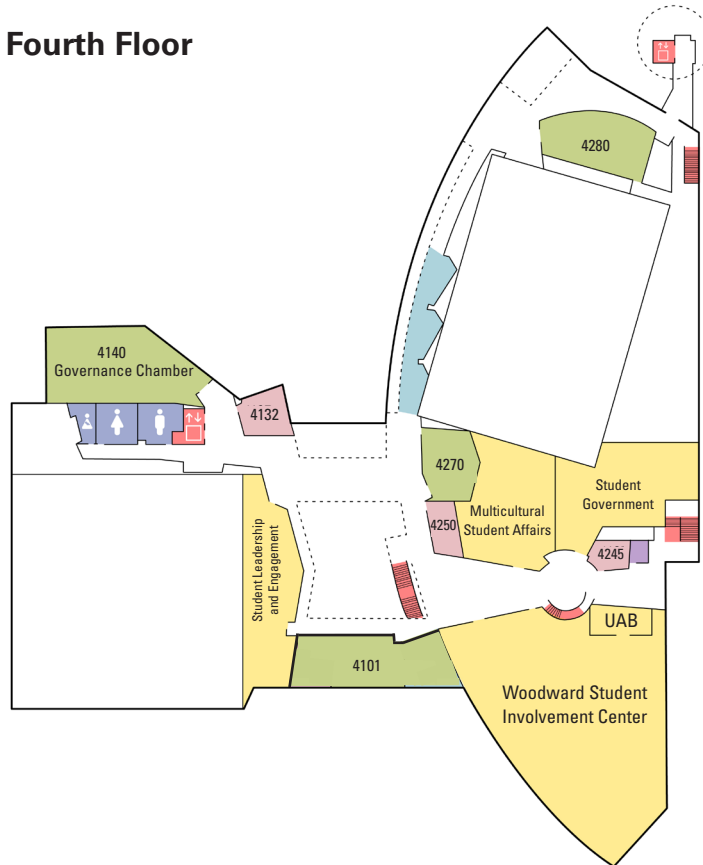 Fourth Floor
4280
4140
Governance Chamber
4132
4270
4250
Multicultural
Student Affairs
Student
Government
4245
Student Leadership
and Engagement
UAB
4101
Woodward Student
Involvement Center